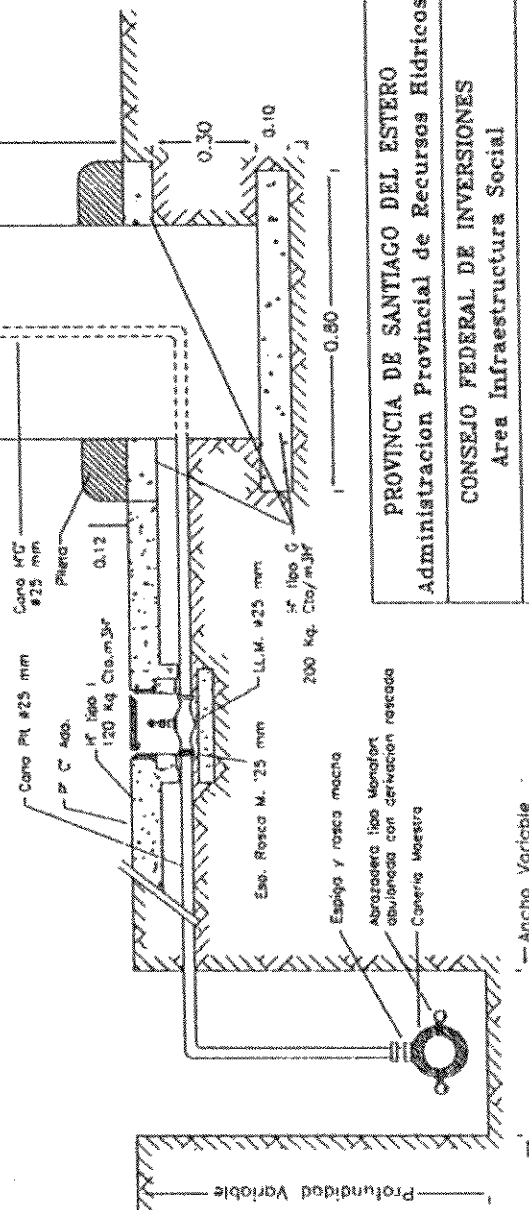 Caño PN. ø25 mm
Hº Cº Ado.
Hº tipo I
120 Kg Cto.m3Hº
Caño HºGº
ø25 mm
Pileta
0.12
0.30
0.10
0.80
LL.M. ø25 mm
Esp. Rosca M. 25 mm
Hº tipo G
200 Kg. Cto/m3Hº
Espiga y rosca macho
Abrazadera tipo Monofort
abulonada con derivacion roscada
Cañeria Maestra
Ancho Variable
Profundidad Variable
PROVINCIA DE SANTIAGO DEL ESTERO
Administracion Provincial de Recursos Hidricos
CONSEJO FEDERAL DE INVERSIONES
Area Infraestructura Social